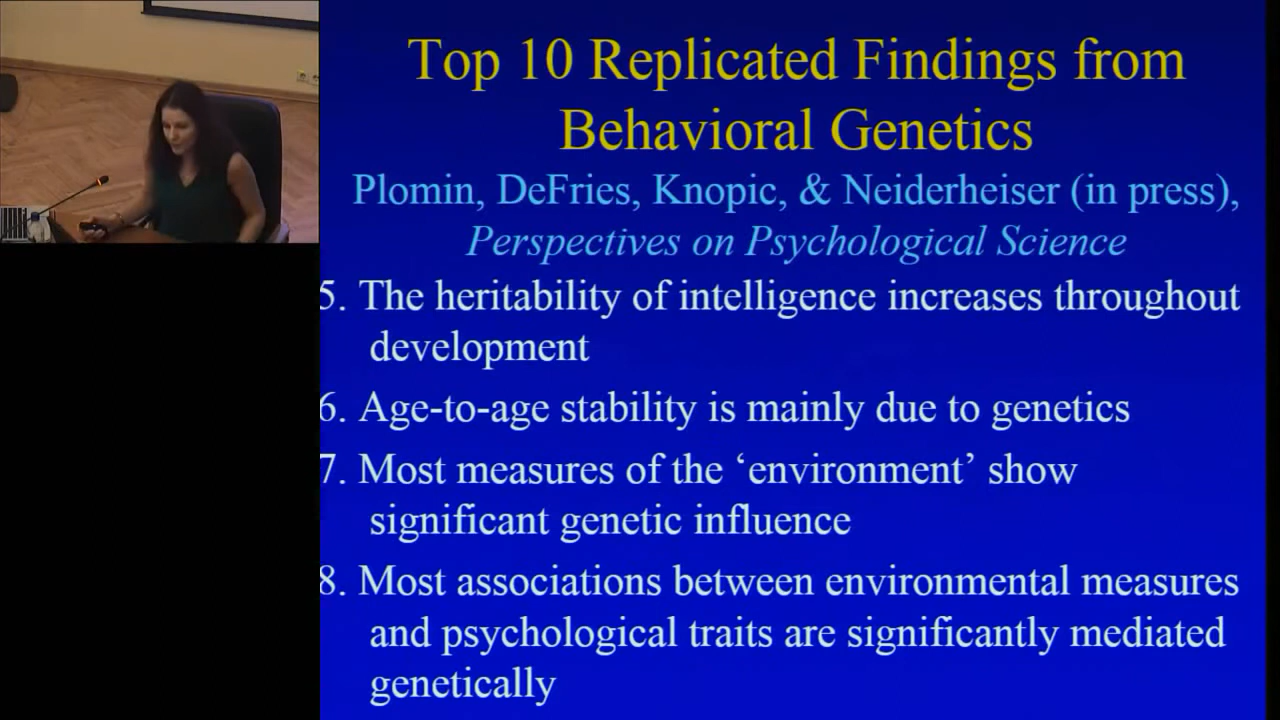 Top 10 Replicated Findings from
Behavioral Genetics
Plomin, DeFries, Knopic, & Neiderheiser (in press),
Perspectives on Psychological Science
5. The heritability of intelligence increases throughout
development
6. Age-to-age stability is mainly due to genetics
7. Most measures of the ‘environment’ show
significant genetic influence
8. Most associations between environmental measures
and psychological traits are significantly mediated
genetically